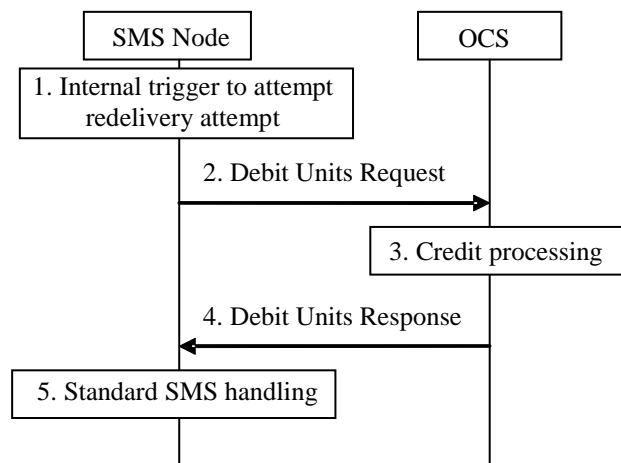 SMS Node
OCS
1. Internal trigger to attempt
redelivery attempt
2. Debit Units Request
3. Credit processing
4. Debit Units Response
5. Standard SMS handling